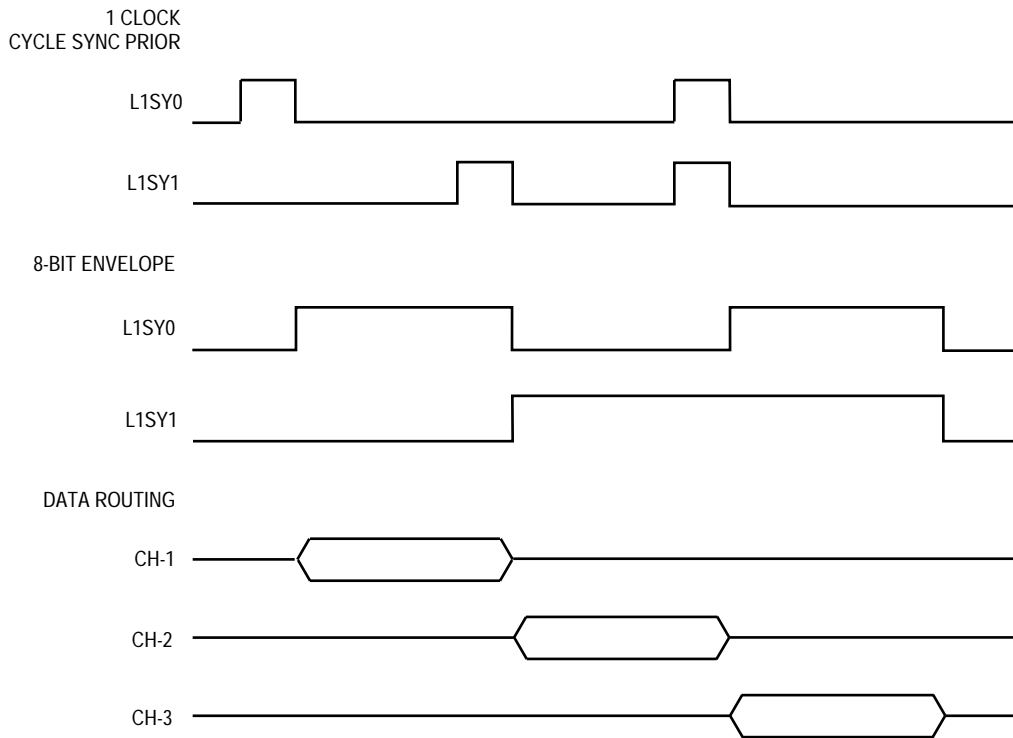 1 CLOCK
CYCLE SYNC PRIOR
L1SY0
L1SY1
8-BIT ENVELOPE
L1SY0
L1SY1
DATA ROUTING
CH-1
CH-2
CH-3